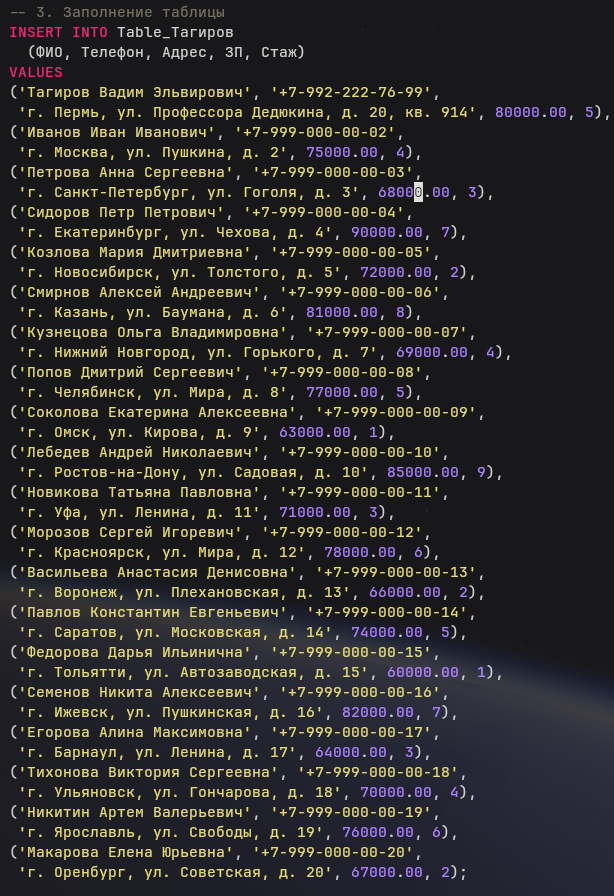 -- 3. Заполнение таблицы
INSERT INTO Table_Тагиров
(ФИО, Телефон, Адрес, ЗП, Стаж)
VALUES
('Тагиров Вадим Эльвирович', '+7-992-222-76-99',
'г. Пермь, ул. Профессора Дедюкина, д. 20, кв. 914', 80000.00, 5),
('Иванов Иван Иванович', '+7-999-000-00-02',
'г. Москва, ул. Пушкина, д. 2', 75000.00, 4),
('Петрова Анна Сергеевна', '+7-999-000-00-03',
'г. Санкт-Петербург, ул. Гоголя, д. 3', 68000.00, 3),
('Сидоров Петр Петрович', '+7-999-000-00-04',
'г. Екатеринбург, ул. Чехова, д. 4', 90000.00, 7),
('Козлова Мария Дмитриевна', '+7-999-000-00-05',
'г. Новосибирск, ул. Толстого, д. 5', 72000.00, 2),
('Смирнов Алексей Андреевич', '+7-999-000-00-06',
'г. Казань, ул. Баумана, д. 6', 81000.00, 8),
('Кузнецова Ольга Владимировна', '+7-999-000-00-07',
'г. Нижний Новгород, ул. Горького, д. 7', 69000.00, 4),
('Попов Дмитрий Сергеевич', '+7-999-000-00-08',
'г. Челябинск, ул. Мира, д. 8', 77000.00, 5),
('Соколова Екатерина Алексеевна', '+7-999-000-00-09',
'г. Омск, ул. Кирова, д. 9', 63000.00, 1),
('Лебедев Андрей Николаевич', '+7-999-000-00-10',
'г. Ростов-на-Дону, ул. Садовая, д. 10', 85000.00, 9),
('Новикова Татьяна Павловна', '+7-999-000-00-11',
'г. Уфа, ул. Ленина, д. 11', 71000.00, 3),
('Морозов Сергей Игоревич', '+7-999-000-00-12',
'г. Красноярск, ул. Мира, д. 12', 78000.00, 6),
('Васильева Анастасия Денисовна', '+7-999-000-00-13',
'г. Воронеж, ул. Плехановская, д. 13', 66000.00, 2),
('Павлов Константин Евгеньевич', '+7-999-000-00-14',
'г. Саратов, ул. Московская, д. 14', 74000.00, 5),
('Федорова Дарья Ильинична', '+7-999-000-00-15',
'г. Тольятти, ул. Автозаводская, д. 15', 60000.00, 1),
('Семенов Никита Алексеевич', '+7-999-000-00-16',
'г. Ижевск, ул. Пушкинская, д. 16', 82000.00, 7),
('Егорова Алина Максимовна', '+7-999-000-00-17',
'г. Барнаул, ул. Ленина, д. 17', 64000.00, 3),
('Тихонова Виктория Сергеевна', '+7-999-000-00-18',
'г. Ульяновск, ул. Гончарова, д. 18', 70000.00, 4),
('Никитин Артем Валерьевич', '+7-999-000-00-19',
'г. Ярославль, ул. Свободы, д. 19', 76000.00, 6),
('Макарова Елена Юрьевна', '+7-999-000-00-20',
'г. Оренбург, ул. Советская, д. 20', 67000.00, 2);